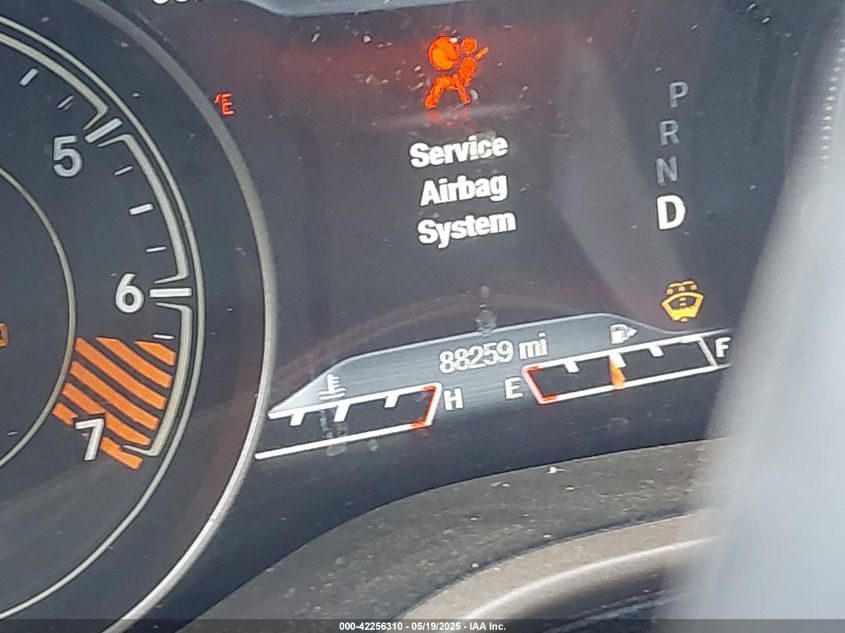 5
6
7
Service
Airbag
System
P
R
N
D
88259 mi
H
E
F
000-42256310 - 05/19/2025 - IAA Inc.